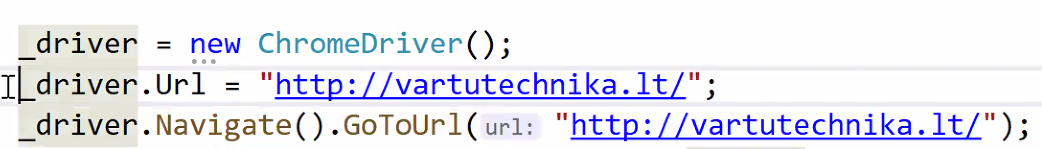 _driver = new ChromeDriver();
_driver.Url = "http://vartutechnika.lt/";
_driver.Navigate().GoToUrl(url: "http://vartutechnika.lt/");